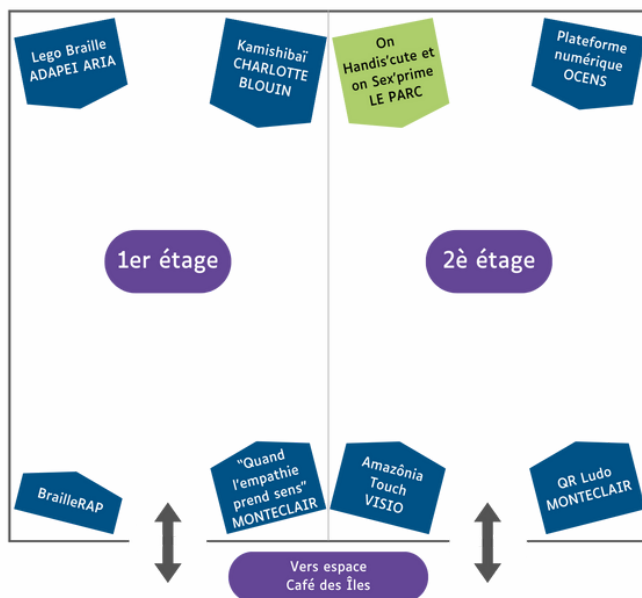 Lego Braille
ADAPEI ARIA
Kamishibaï
CHARLOTTE
BLOUIN
On
Handis'cute et
on Sex'prime
LE PARC
Plateforme
numérique
OCENS
1er étage
2è étage
BrailleRAP
"Quand
l'empathie
prend sens"
MONTECLAIR
Amazônia
Touch
VISIO
QR Ludo
MONTECLAIR
Vers espace
Café des Îles